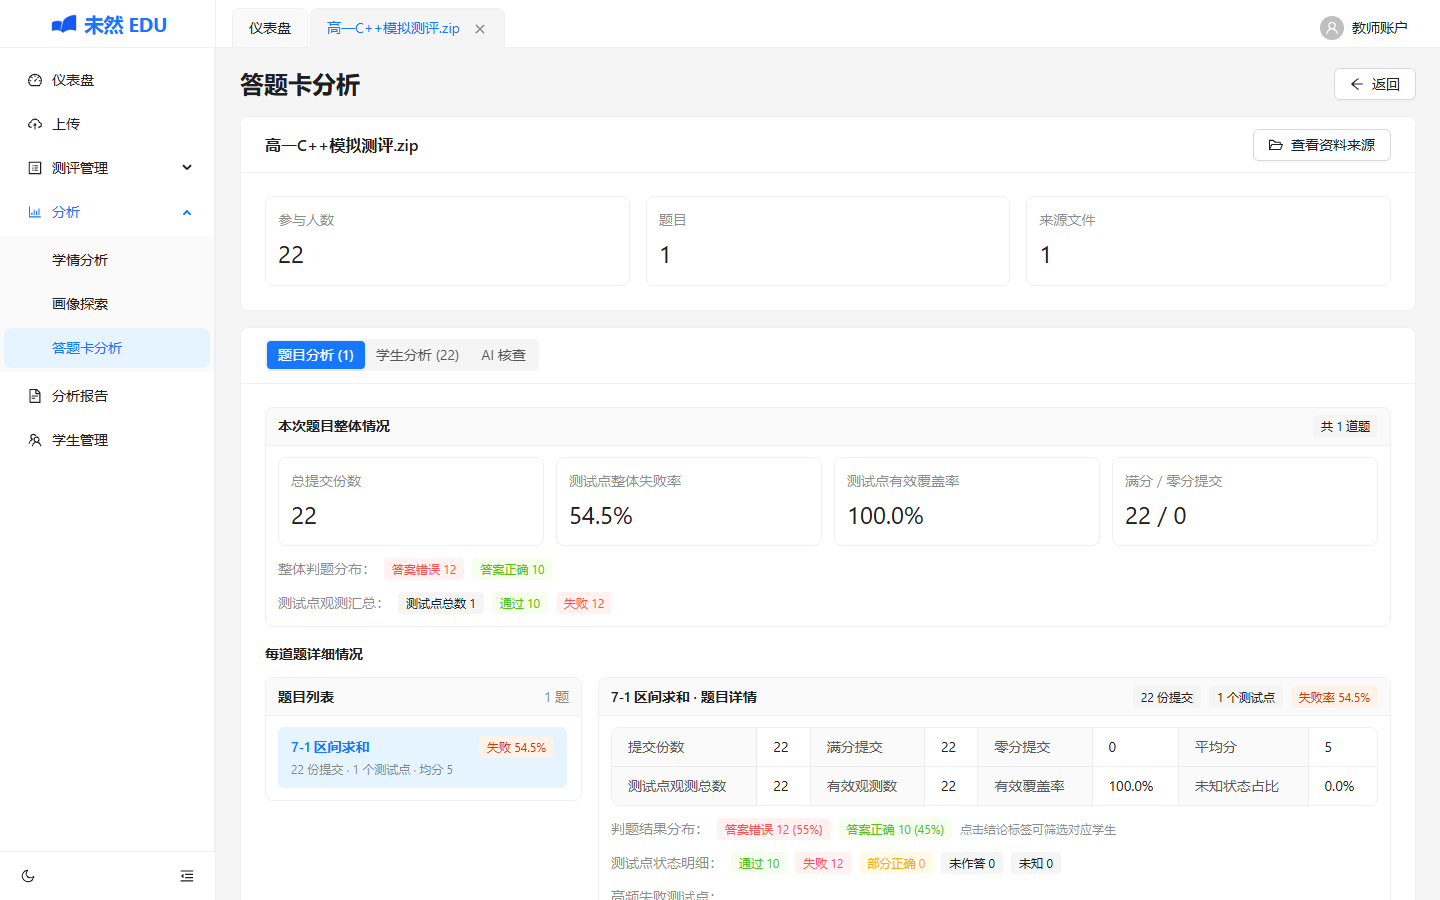 未然 EDU
仪表盘
高一C++模拟测评.zip
教师账户
仪表盘
上传
测评管理
分析
学情分析
画像探索
答题卡分析
分析报告
学生管理
答题卡分析
返回
高一C++模拟测评.zip
查看资料来源
参与人数
22
题目
1
来源文件
1
题目分析 (1)
学生分析 (22)
AI 核查
本次题目整体情况
共 1 道题
总提交份数
22
测试点整体失败率
54.5%
测试点有效覆盖率
100.0%
满分 / 零分提交
22 / 0
整体判题分布： 答案错误 12 答案正确 10
测试点观测汇总： 测试点总数 1 通过 10 失败 12
每道题详细情况
题目列表
1 题
7-1 区间求和
失败 54.5%
22 份提交 · 1 个测试点 · 均分 5
7-1 区间求和 · 题目详情
22 份提交 1 个测试点 失败率 54.5%
提交份数 22 满分提交 22 零分提交 0 平均分 5
测试点观测总数 22 有效观测数 22 有效覆盖率 100.0% 未知状态占比 0.0%
判题结果分布： 答案错误 12 (55%) 答案正确 10 (45%) 点击结论标签可筛选对应学生
测试点状态明细： 通过 10 失败 12 部分正确 0 未作答 0 未知 0
高频失败测试点：